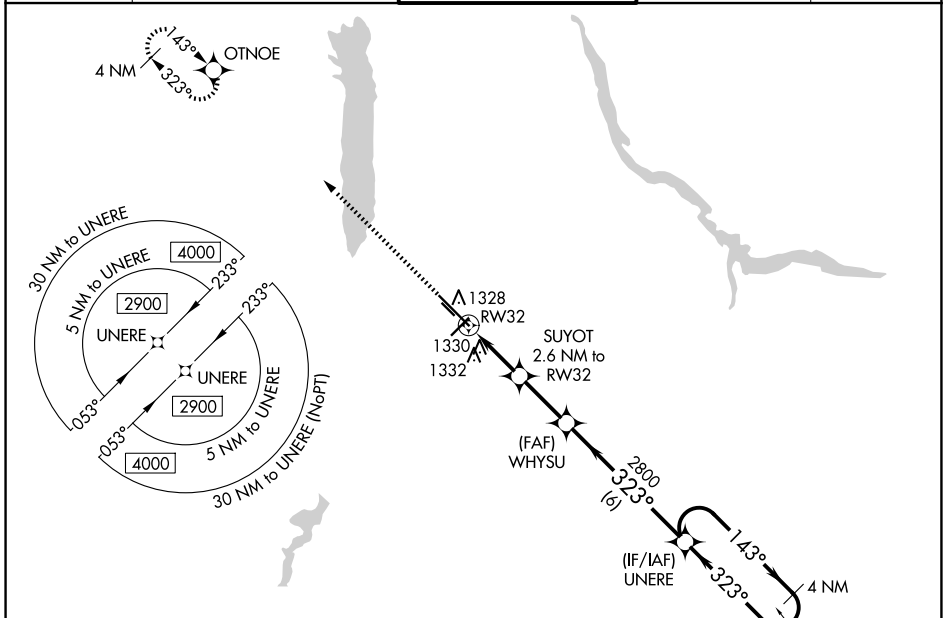 143°
OTNOE
4 NM
323°
30 NM to UNERE
4000
5 NM to UNERE
233°
2900
233°
UNERE
UNERE
053°
2900
053°
5 NM to UNERE
4000
30 NM to UNERE (NoPT)
1328
RW32
1330
1332
SUYOT
2.6 NM to
RW32
(FAF)
WHYSU
2800
323°
(6)
(IF/IAF)
UNERE
143°
323°
4 NM